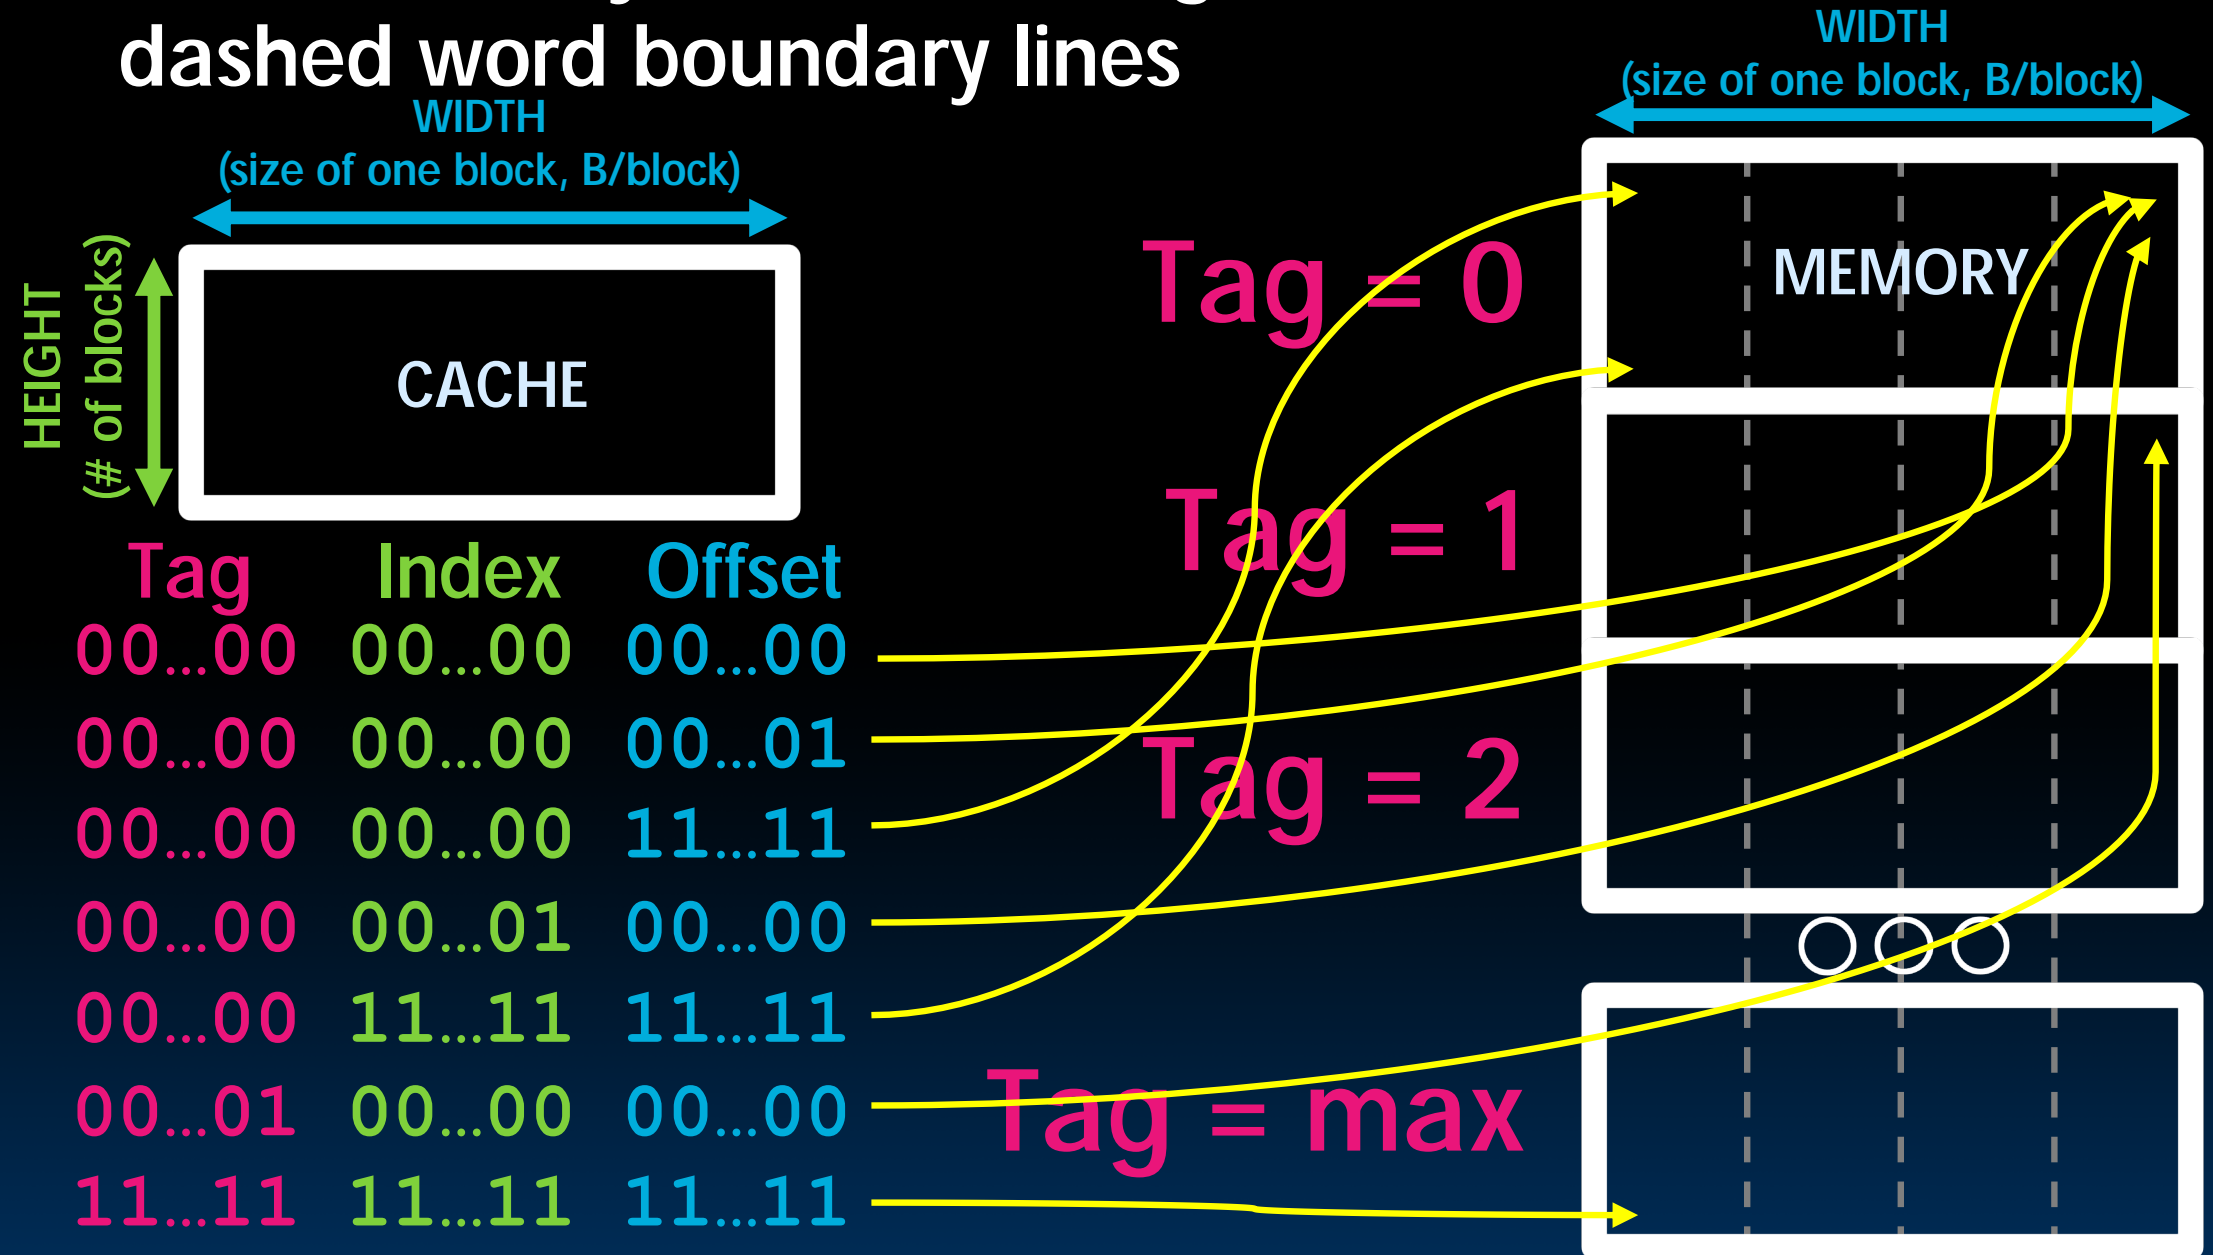 dashed word boundary lines
WIDTH
(size of one block, B/block)
WIDTH
(size of one block, B/block)
HEIGHT
(# of blocks)
CACHE
MEMORY
Tag = 0
Tag = 1
Tag = 2
Tag = max
Tag Index Offset
00...00 00...00 00...00
00...00 00...00 00...01
00...00 00...00 11...11
00...00 00...01 00...00
00...00 11...11 11...11
00...01 00...00 00...00
11...11 11...11 11...11